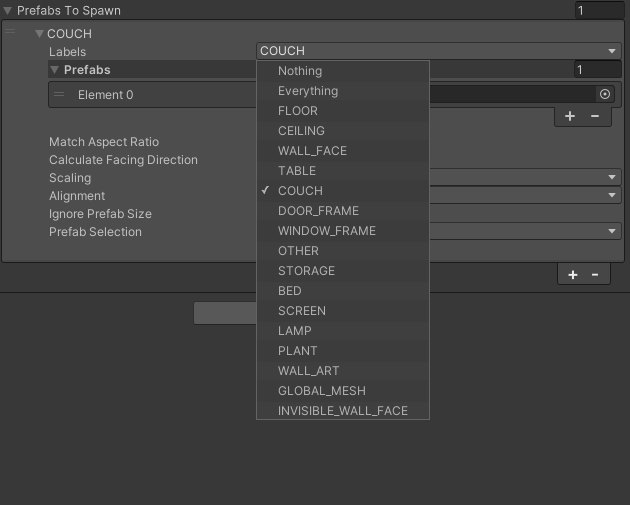 Prefabs To Spawn 1
COUCH
Labels COUCH
Prefabs 1
Element 0
Nothing
Everything
FLOOR
CEILING
WALL_FACE
TABLE
COUCH
DOOR_FRAME
WINDOW_FRAME
OTHER
STORAGE
BED
SCREEN
LAMP
PLANT
WALL_ART
GLOBAL_MESH
INVISIBLE_WALL_FACE
+ -
Match Aspect Ratio
Calculate Facing Direction
Scaling
Alignment
Ignore Prefab Size
Prefab Selection
+ -